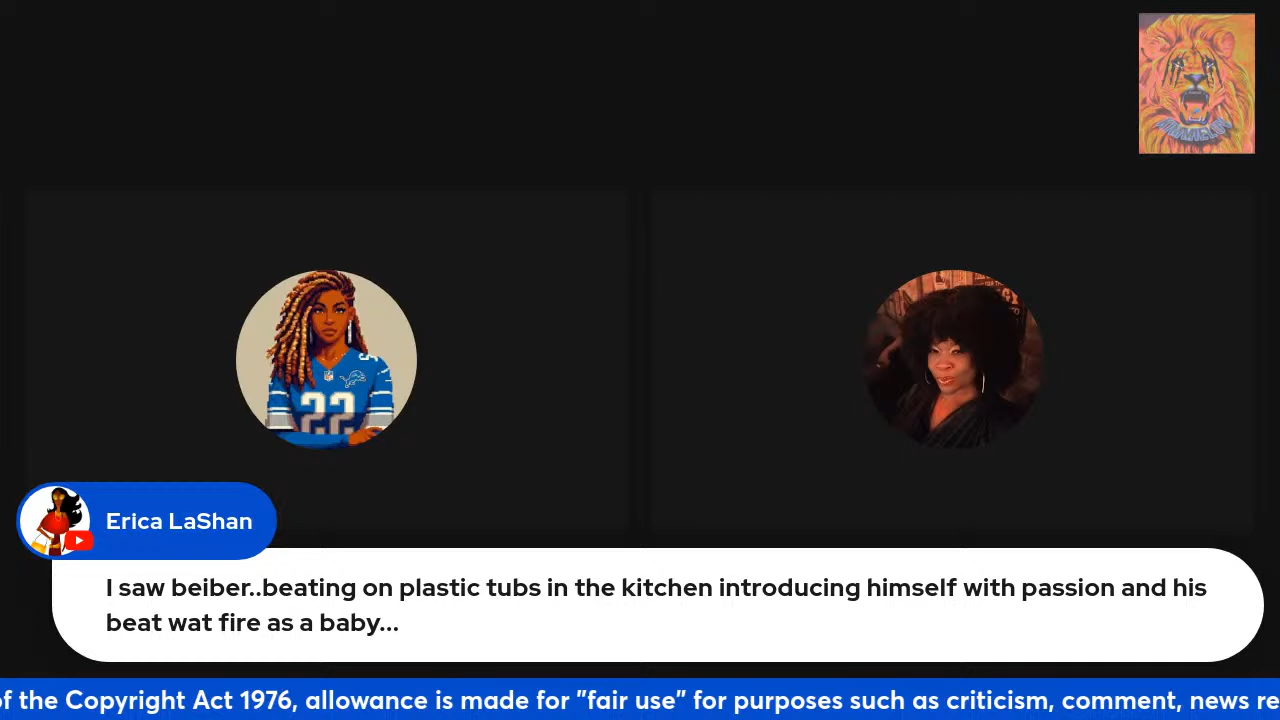 22
Erica LaShan
I saw beiber..beating on plastic tubs in the kitchen introducing himself with passion and his
beat wat fire as a baby...
of the Copyright Act 1976, allowance is made for "fair use" for purposes such as criticism, comment, news re